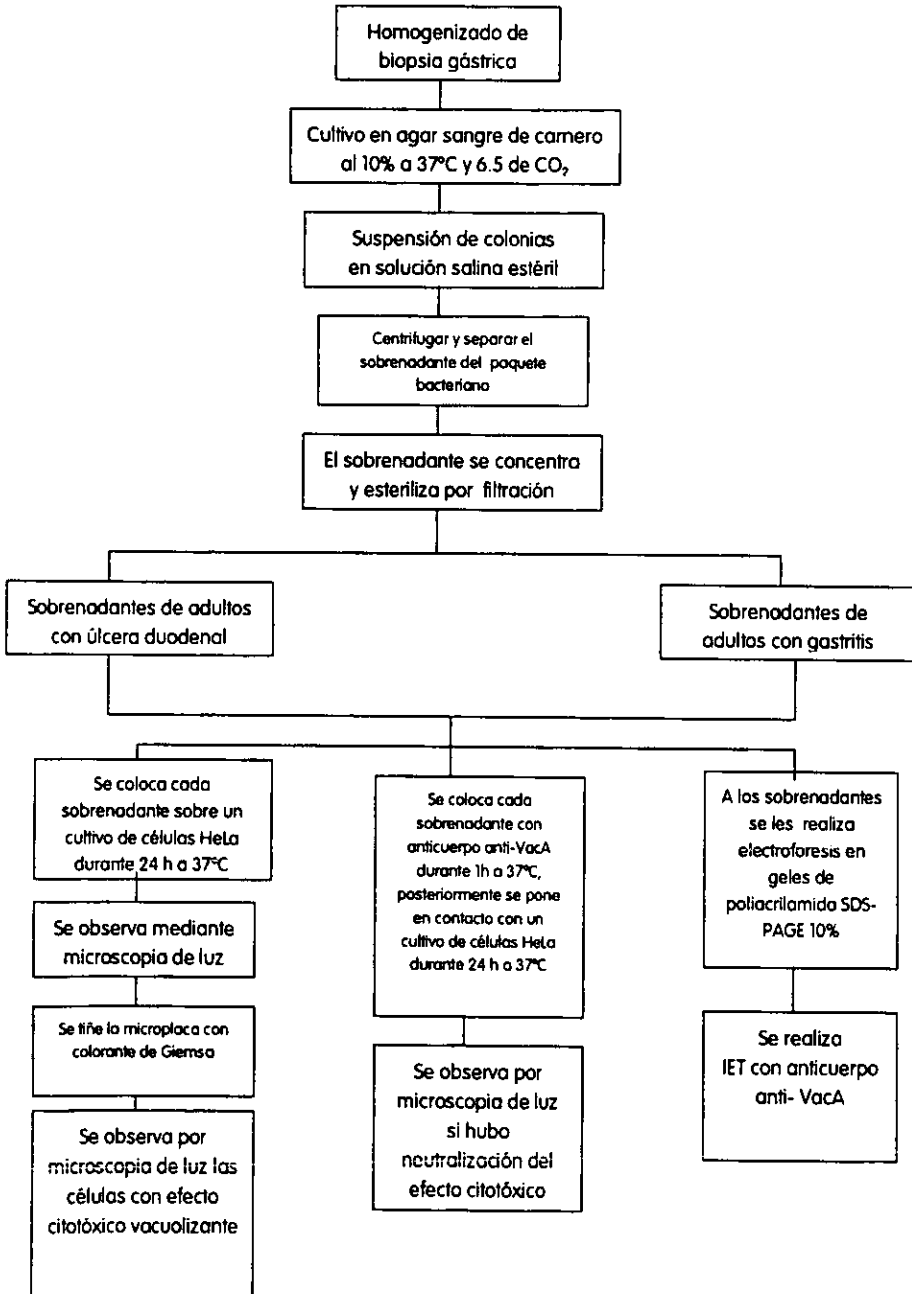 Homogenizado de
biopsia gástrica
Cultivo en agar sangre de carnero
al 10% a 37°C y 6.5 de CO₂
Suspensión de colonias
en solución salina estéril
Centrifugar y separar el
sobrenadante del paquete
bacteriano
El sobrenadante se concentra
y esteriliza por filtración
Sobrenadantes de adultos
con úlcera duodenal
Sobrenadantes de
adultos con gastritis
Se coloca cada
sobrenadante sobre un
cultivo de células HeLa
durante 24 h a 37°C
Se observa mediante
microscopia de luz
Se tiñe la microplaca con
colorante de Giemsa
Se observa por
microscopia de luz las
células con efecto
citotóxico vacuolizante
Se coloca cada
sobrenadante con
anticuerpo anti-VacA
durante 1h a 37°C,
posteriormente se pone
en contacto con un
cultivo de células HeLa
durante 24 h a 37°C
Se observa por
microscopia de luz
si hubo
neutralización del
efecto citotóxico
A los sobrenadantes
se les realiza
electroforesis en
geles de
poliacrilamida SDS-
PAGE 10%
Se realiza
IET con anticuerpo
anti- VacA